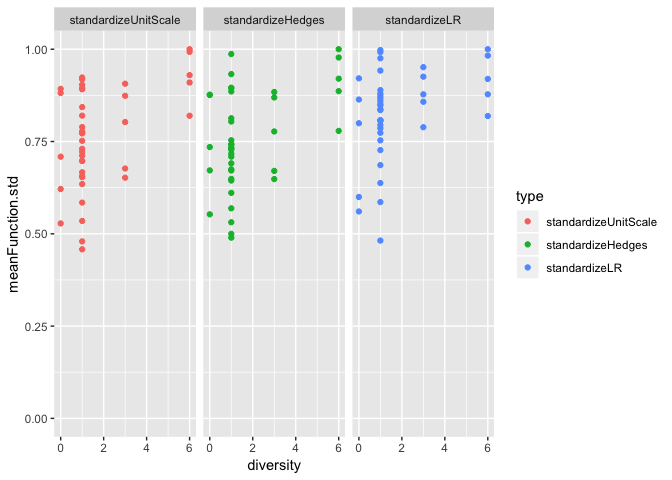 standardizeUnitScale standardizeHedges standardizeLR
1.00
0.75
0.50
0.25
0.00
meanFunction.std
0 2 4 6 0 2 4 6 0 2 4 6
diversity
type
standardizeUnitScale
standardizeHedges
standardizeLR